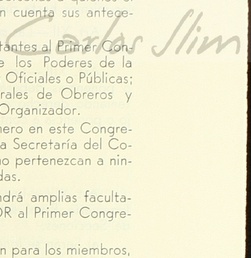 n cuenta sus antece-
Carlos Slim
tantes al Primer Con-
e los Poderes de la
Oficiales o Públicas;
rales de Obreros y
Organizador.
nero en este Congre-
a Secretaría del Co-
no pertenezcan a nin-
das.
ndrá amplias faculta-
OR al Primer Congre-
n para los miembros,